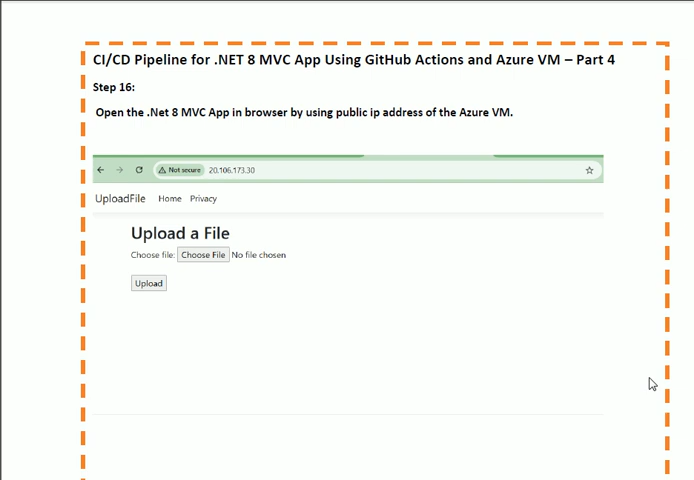 CI/CD Pipeline for .NET 8 MVC App Using GitHub Actions and Azure VM – Part 4
Step 16:
Open the .Net 8 MVC App in browser by using public ip address of the Azure VM.
Not secure 20.106.173.30
UploadFile Home Privacy
Upload a File
Choose file: Choose File No file chosen
Upload